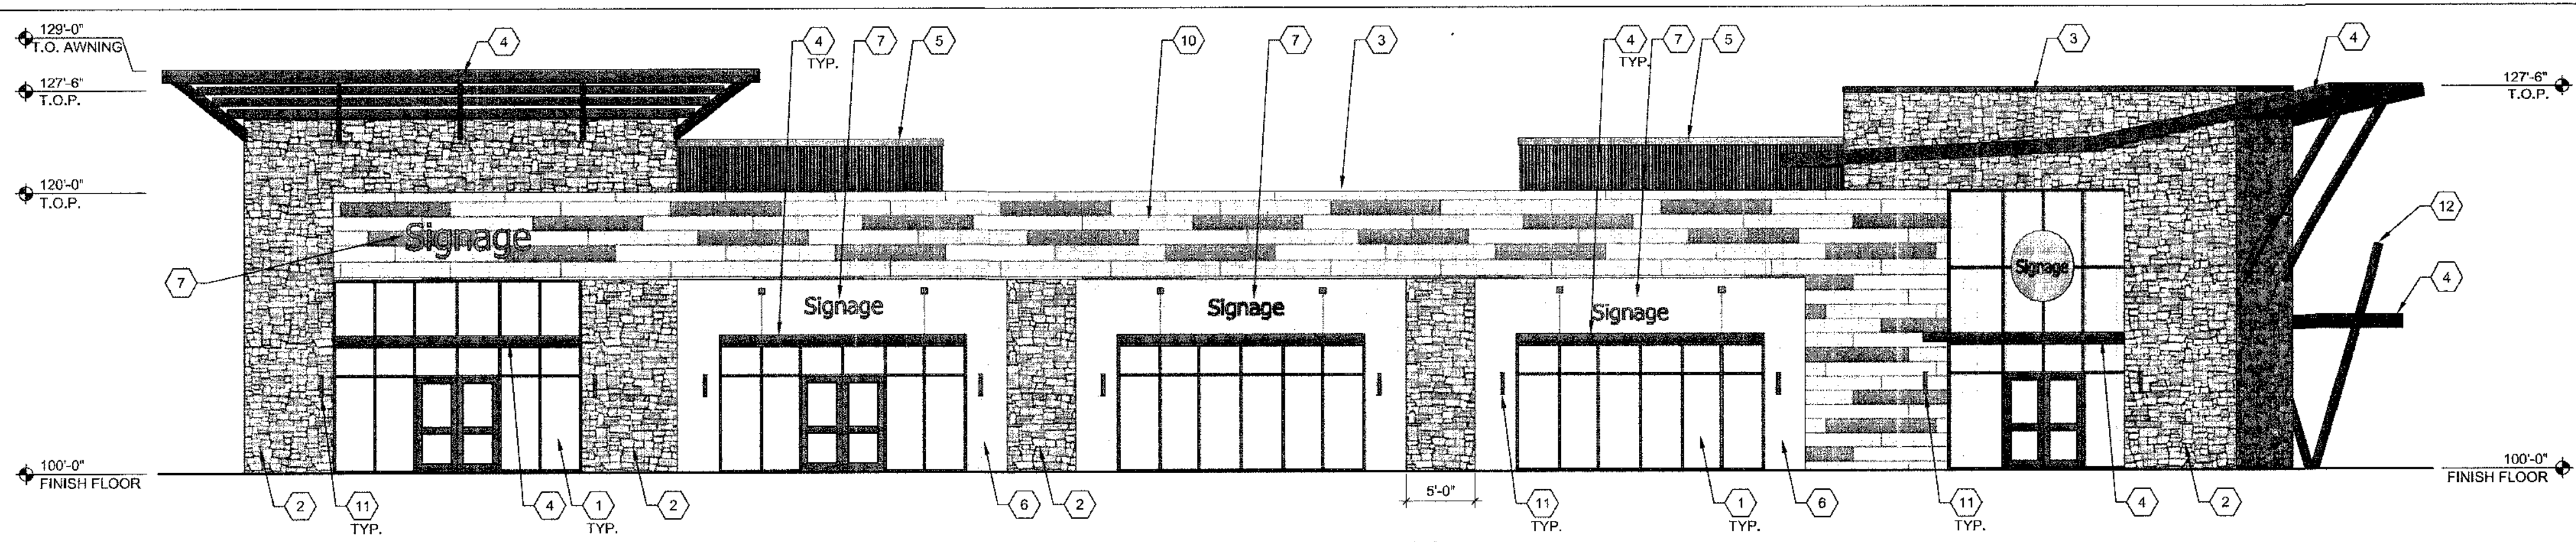 129'-0"
T.O. AWNING
127'-6"
T.O.P.
120'-0"
T.O.P.
100'-0"
FINISH FLOOR
4
4
TYP.
7
5
10
7
3
4
TYP.
7
5
3
4
127'-6"
T.O.P.
12
4
100'-0"
FINISH FLOOR
7
Signage
Signage
Signage
Signage
Signage
2
11
TYP.
4
1
TYP.
2
6
2
5'-0"
11
TYP.
1
TYP.
6
11
TYP.
4
2